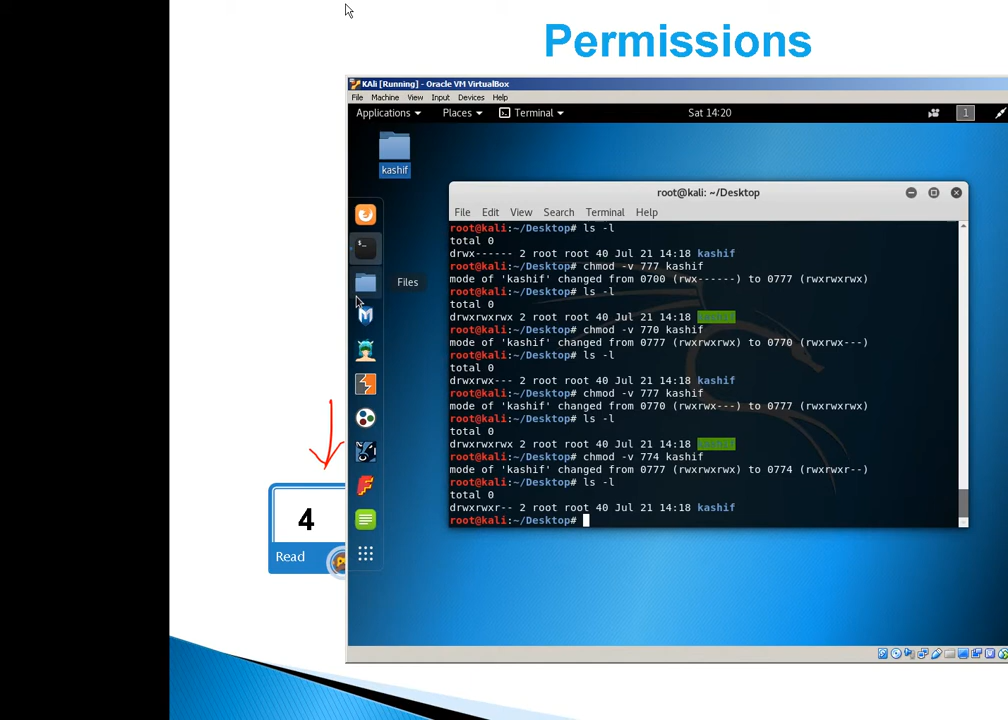 Permissions
KAli [Running] - Oracle VM VirtualBox
File Machine View Input Devices Help
Applications Places Terminal Sat 14:20 1
kashif
root@kali: ~/Desktop
File Edit View Search Terminal Help
root@kali:~/Desktop# ls -l
total 0
drwx------ 2 root root 40 Jul 21 14:18 kashif
root@kali:~/Desktop# chmod -v 777 kashif
mode of 'kashif' changed from 0700 (rwx------) to 0777 (rwxrwxrwx)
root@kali:~/Desktop# ls -l
total 0
drwxrwxrwx 2 root root 40 Jul 21 14:18 kashif
root@kali:~/Desktop# chmod -v 770 kashif
mode of 'kashif' changed from 0777 (rwxrwxrwx) to 0770 (rwxrwx---)
root@kali:~/Desktop# ls -l
total 0
drwxrwx--- 2 root root 40 Jul 21 14:18 kashif
root@kali:~/Desktop# chmod -v 777 kashif
mode of 'kashif' changed from 0770 (rwxrwx---) to 0777 (rwxrwxrwx)
root@kali:~/Desktop# ls -l
total 0
drwxrwxrwx 2 root root 40 Jul 21 14:18 kashif
root@kali:~/Desktop# chmod -v 774 kashif
mode of 'kashif' changed from 0777 (rwxrwxrwx) to 0774 (rwxrwxr--)
root@kali:~/Desktop# ls -l
total 0
drwxrwxr-- 2 root root 40 Jul 21 14:18 kashif
root@kali:~/Desktop#
Files
4
Read